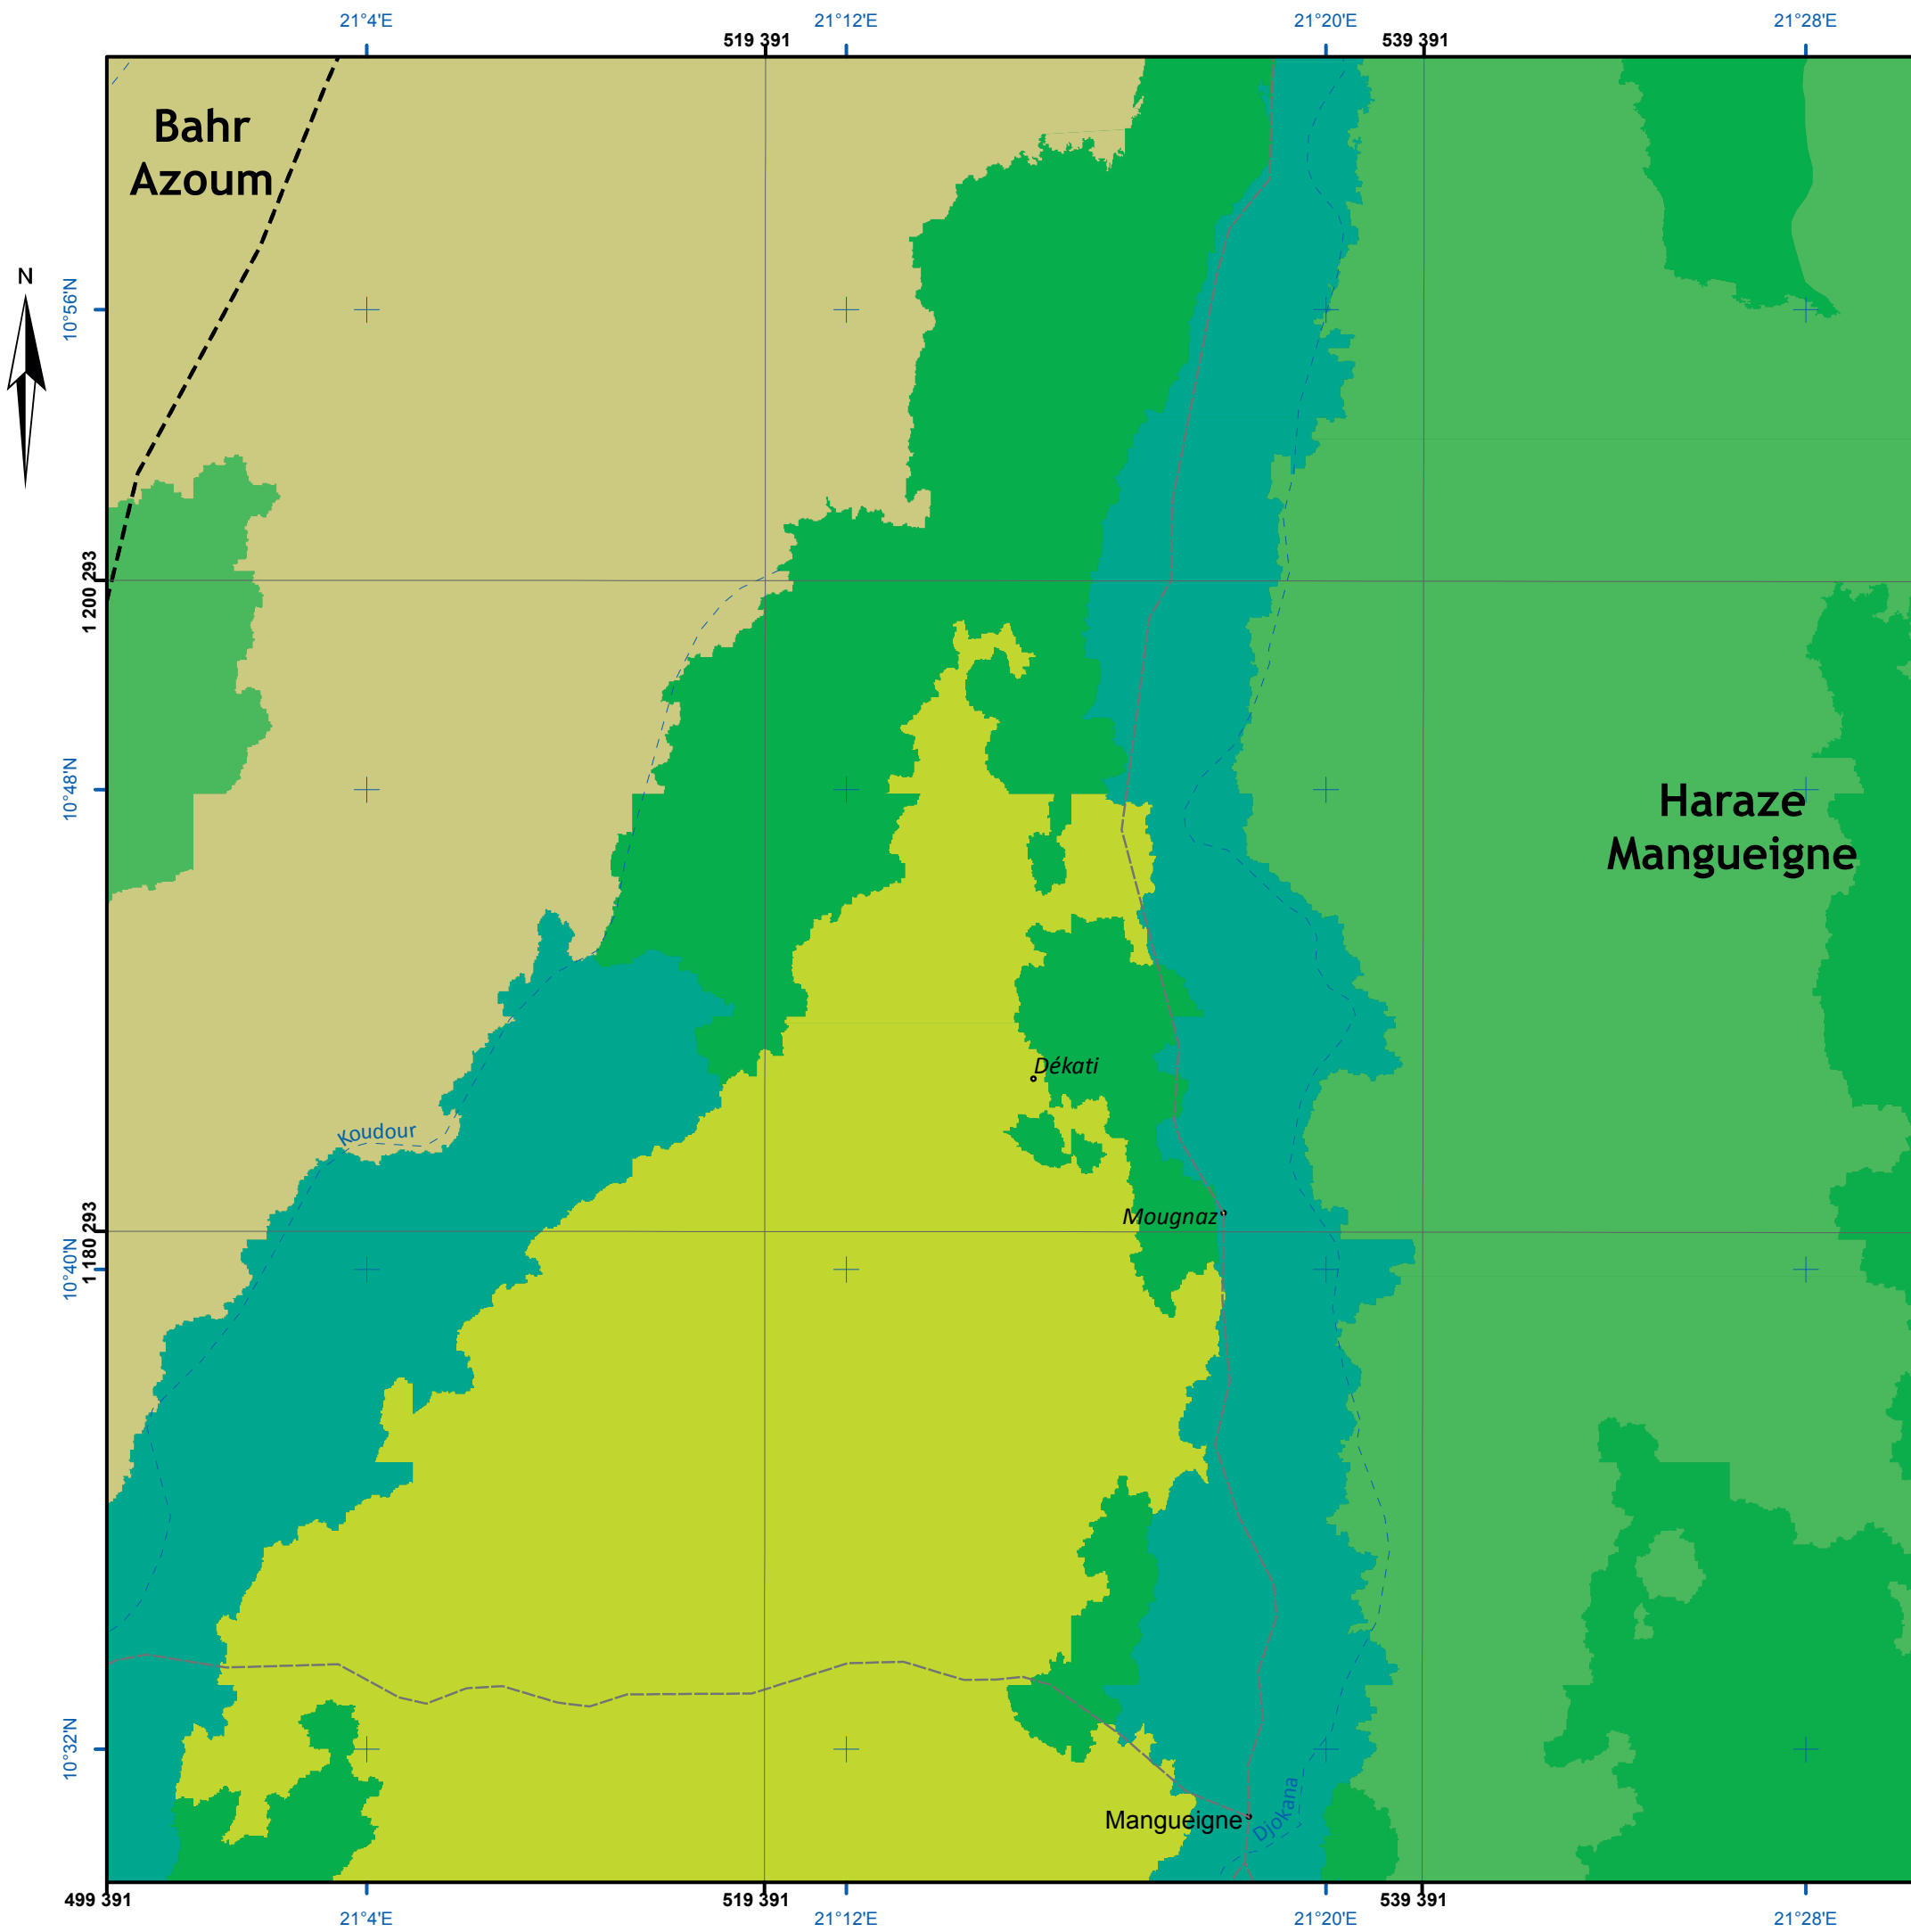 21°4'E
21°12'E
21°20'E
21°28'E
519 391
539 391
Bahr
Azoum
N
10°56'N
1 200 293
10°48'N
Haraze
Mangueigne
Dékati
Koudour
Mougnaz
1 180 293
10°40'N
10°32'N
Mangueigne
Djokana
499 391
519 391
539 391
21°4'E
21°12'E
21°20'E
21°28'E